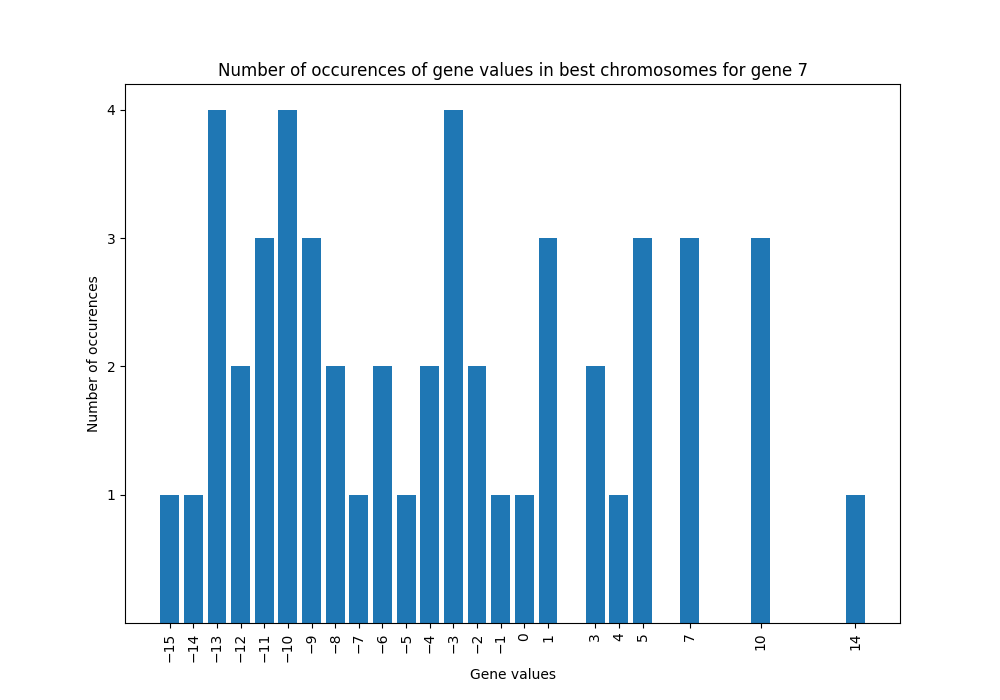 Number of occurences of gene values in best chromosomes for gene 7
4
3
2
1
Number of occurences
−15 −14 −13 −12 −11 −10 −9 −8 −7 −6 −5 −4 −3 −2 −1 0 1 3 4 5 7 10 14
Gene values